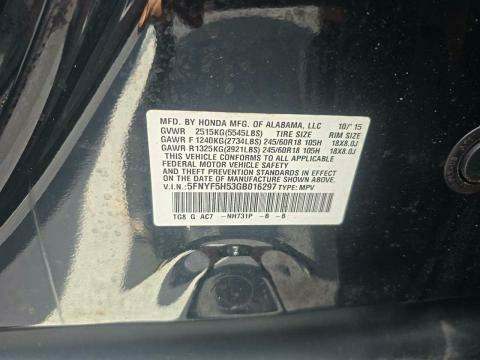 MFD. BY HONDA MFG. OF ALABAMA, LLC 10/'15
GVWR 2515KG(5545LBS) TIRE SIZE RIM SIZE
GAWR F 1240KG(2734LBS) 245/60R18 105H 18X8.0J
GAWR R1325KG(2921LBS) 245/60R18 105H 18X8.0J
THIS VEHICLE CONFORMS TO ALL APPLICABLE
FEDERAL MOTOR VEHICLE SAFETY AND
THEFT PREVENTION STANDARDS IN EFFECT
ON THE DATE OF MANUFACTURE SHOWN ABOVE.
V.I.N.: 5FNYF5H53GB016297 TYPE: MPV
TG8 G AC7 -NH731P -B -B